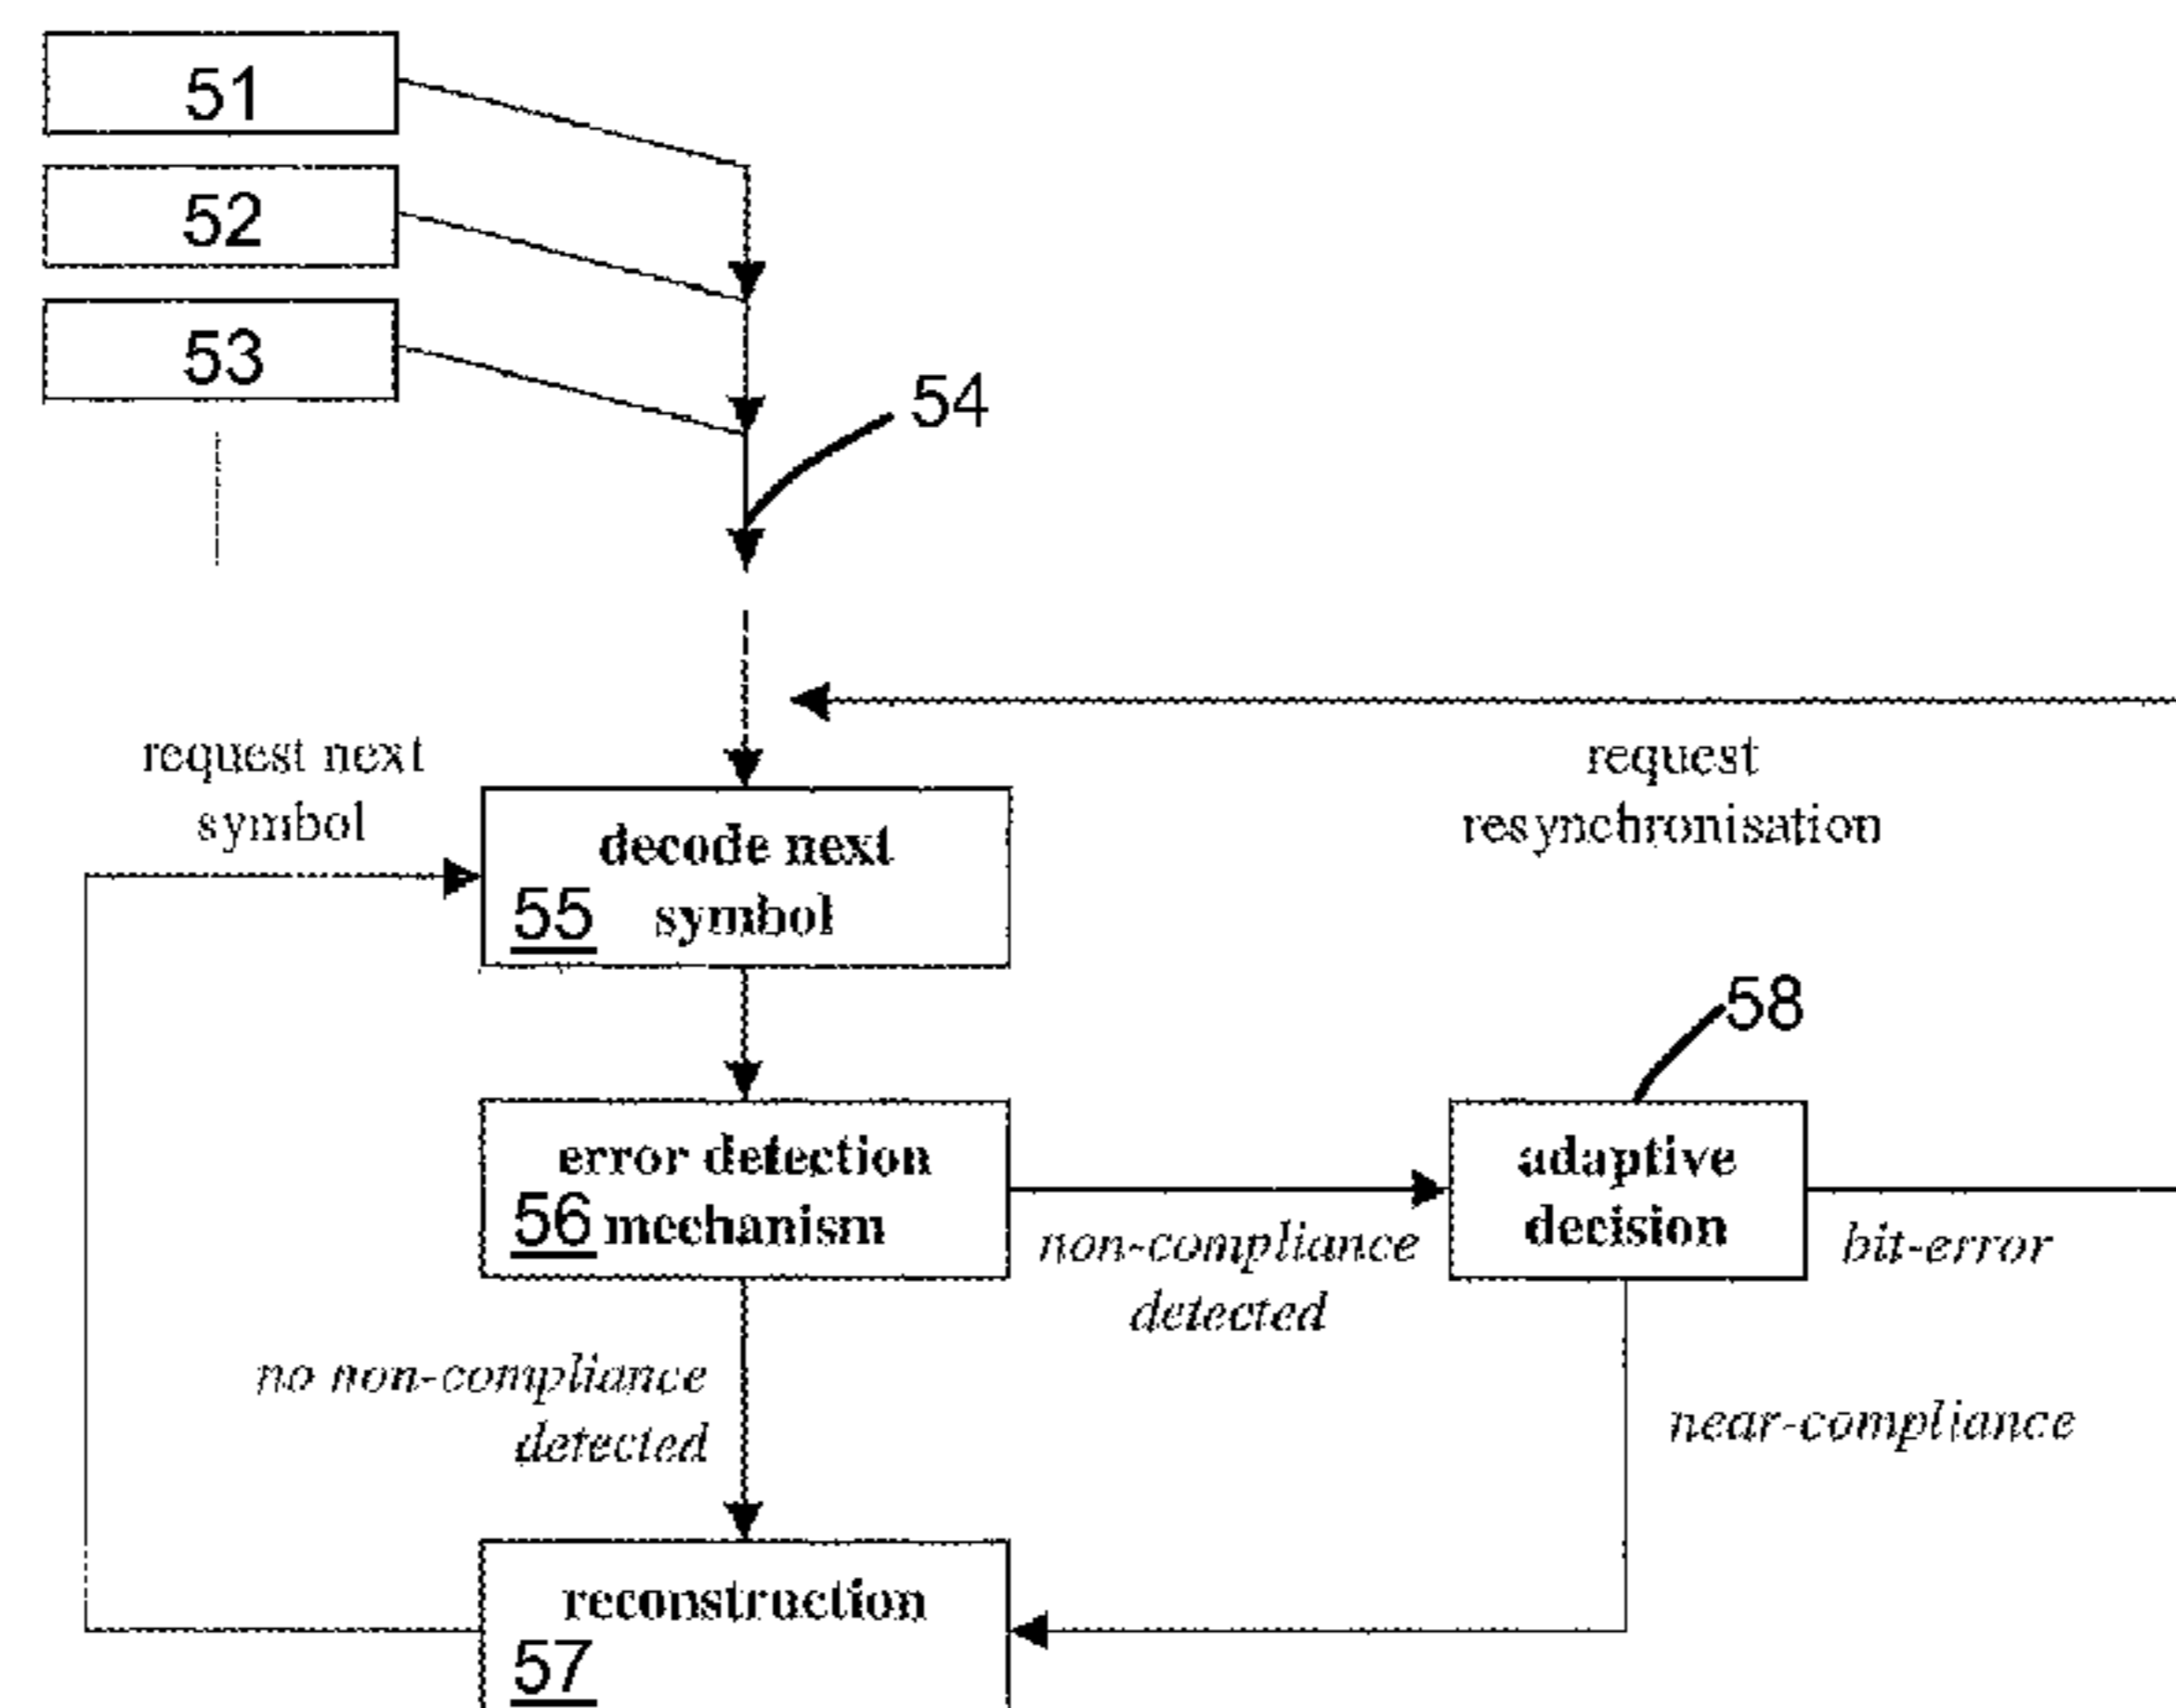 51
52
53
54
request next
symbol
request
resynchronisation
decode next
55 symbol
58
error detection
56 mechanism
adaptive
decision
non-compliance
detected
bit-error
no non-compliance
detected
near-compliance
reconstruction
57